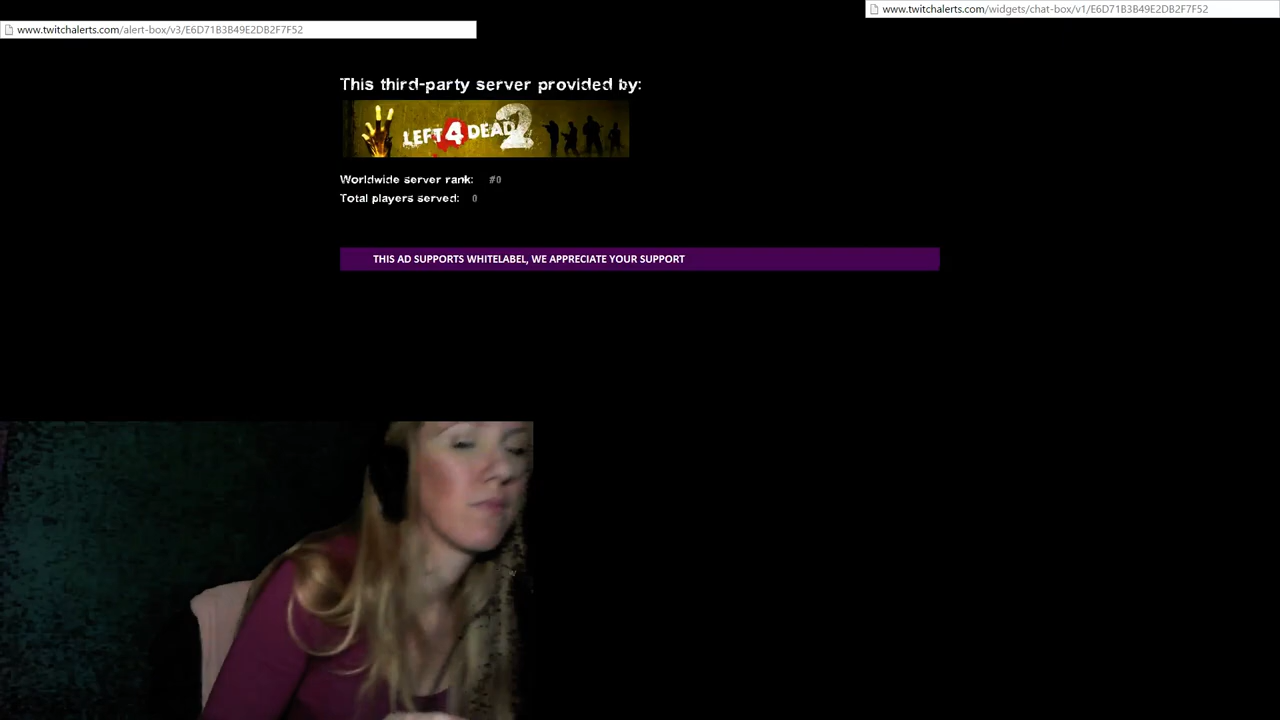 www.twitchalerts.com/widgets/chat-box/v1/E6D71B3B49E2DB2F7F52
www.twitchalerts.com/alert-box/v3/E6D71B3B49E2DB2F7F52
This third-party server provided by:
LEFT 4 DEAD 2
Worldwide server rank: #0
Total players served: 0
THIS AD SUPPORTS WHITELABEL, WE APPRECIATE YOUR SUPPORT